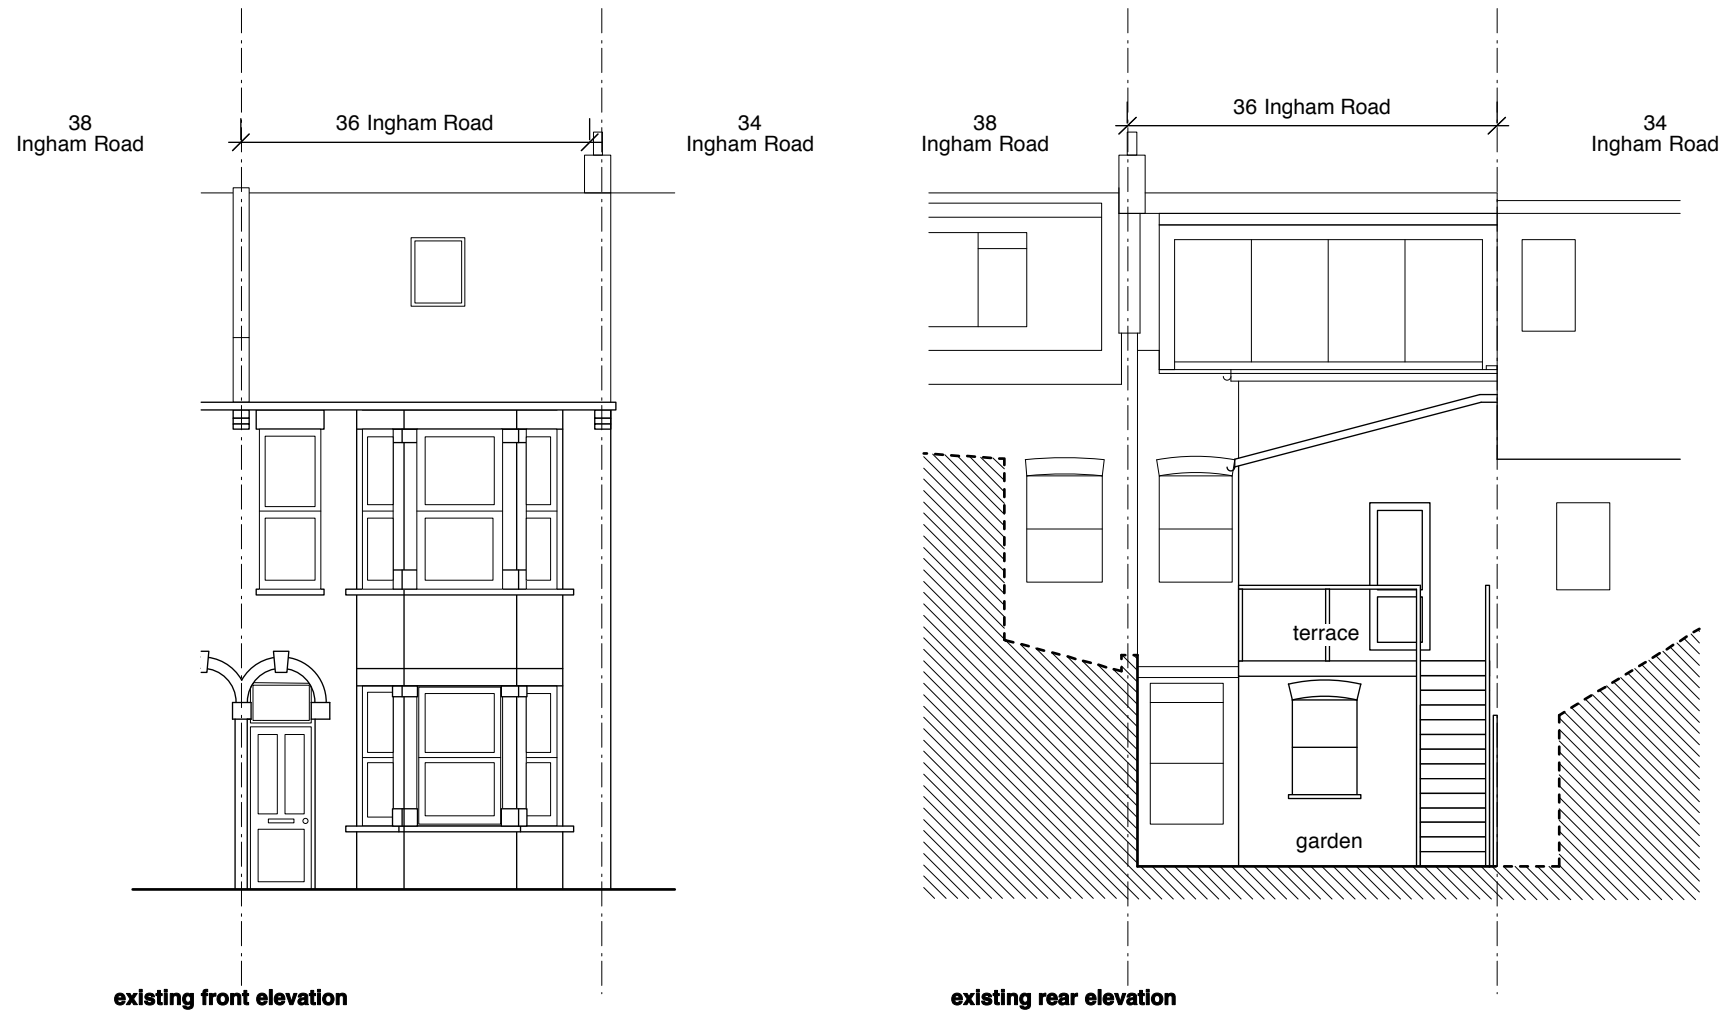 38
Ingham Road
36 Ingham Road
34
Ingham Road
existing front elevation
38
Ingham Road
36 Ingham Road
34
Ingham Road
terrace
garden
existing rear elevation